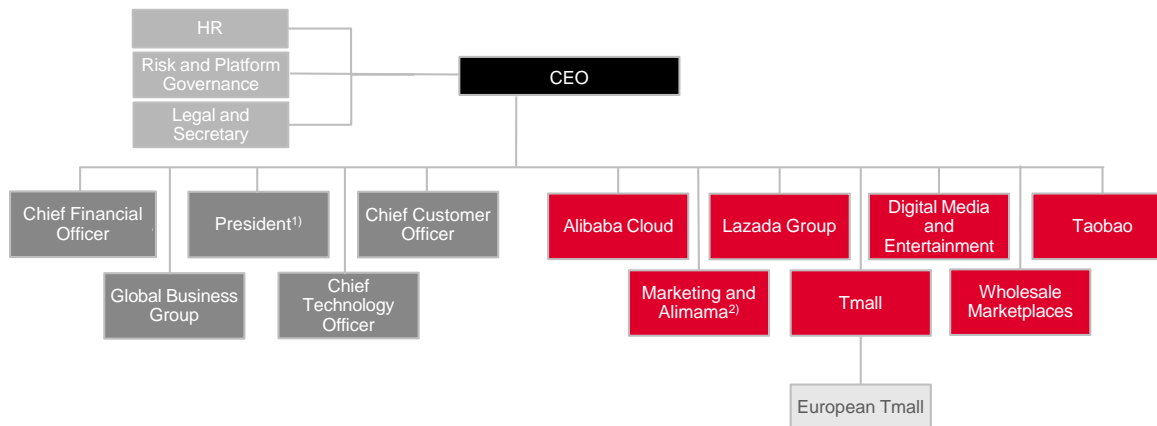 HR
Risk and Platform
Governance
Legal and
Secretary
CEO
Chief Financial
Officer
President1)
Chief Customer
Officer
Alibaba Cloud
Lazada Group
Digital Media
and
Entertainment
Taobao
Global Business
Group
Chief
Technology
Officer
Marketing and
Alimama2)
Tmall
Wholesale
Marketplaces
European Tmall